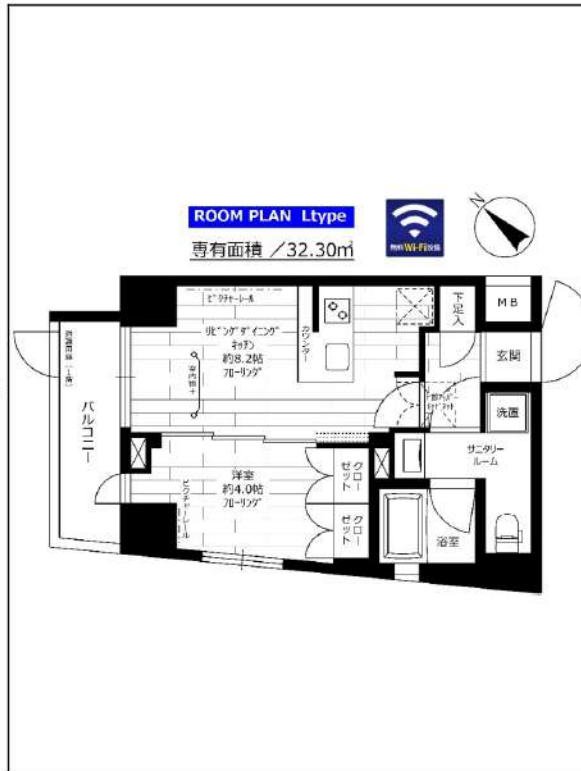 ROOM PLAN Ltype
専有面積 ／32.30㎡
無料Wi-Fi設備
N
ピクチャーレール
リビングダイニング
キッチン
約8.2帖
フローリング
カウンター
下足入
MB
玄関
洗置
サニタリー
ルーム
浴室
バルコニー
洋室
約4.0帖
フローリング
ピクチャーレール
クロー
ゼット
クロー
ゼット